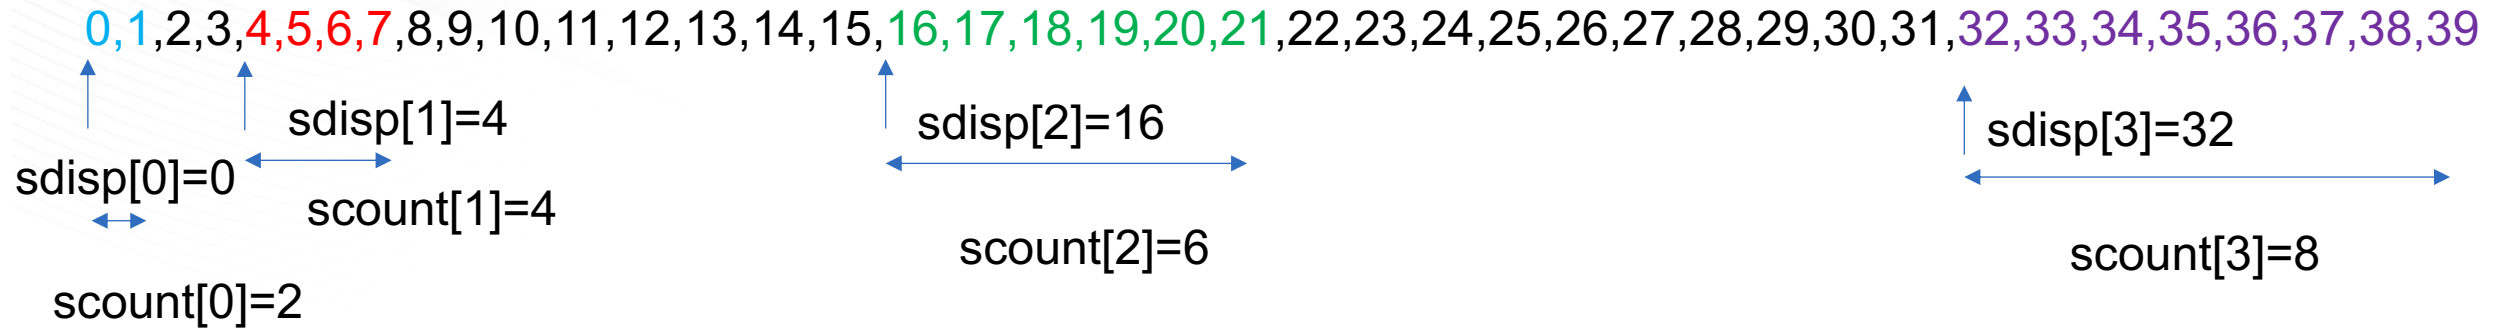 0,1,2,3,4,5,6,7,8,9,10,11,12,13,14,15,16,17,18,19,20,21,22,23,24,25,26,27,28,29,30,31,32,33,34,35,36,37,38,39
sdisp[0]=0
scount[0]=2
sdisp[1]=4
scount[1]=4
sdisp[2]=16
scount[2]=6
sdisp[3]=32
scount[3]=8